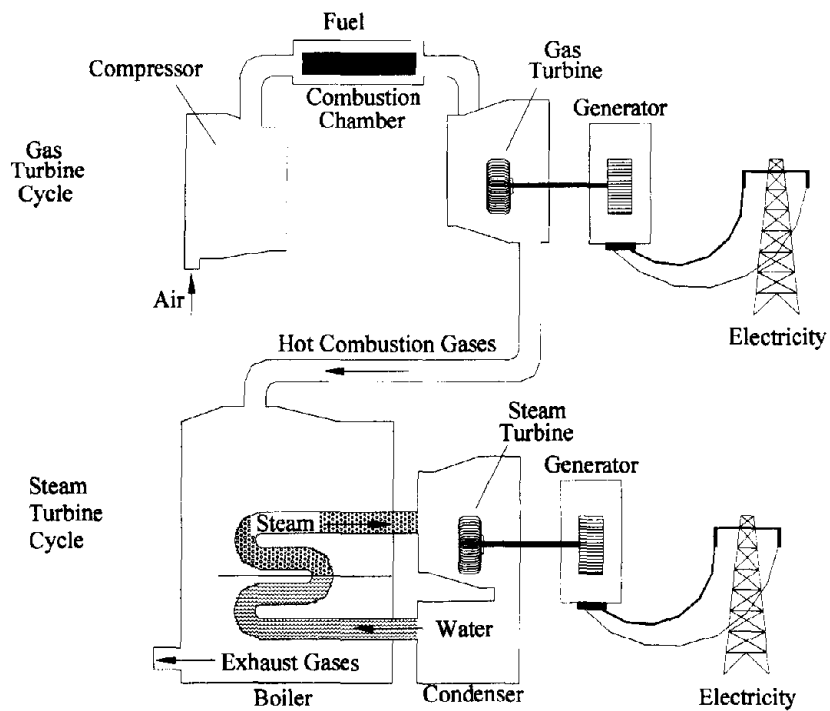 Fuel
Compressor
Combustion
Chamber
Gas
Turbine
Generator
Gas
Turbine
Cycle
Air
Electricity
Hot Combustion Gases
Steam
Turbine
Generator
Steam
Turbine
Cycle
Steam
Water
Exhaust Gases
Boiler
Condenser
Electricity